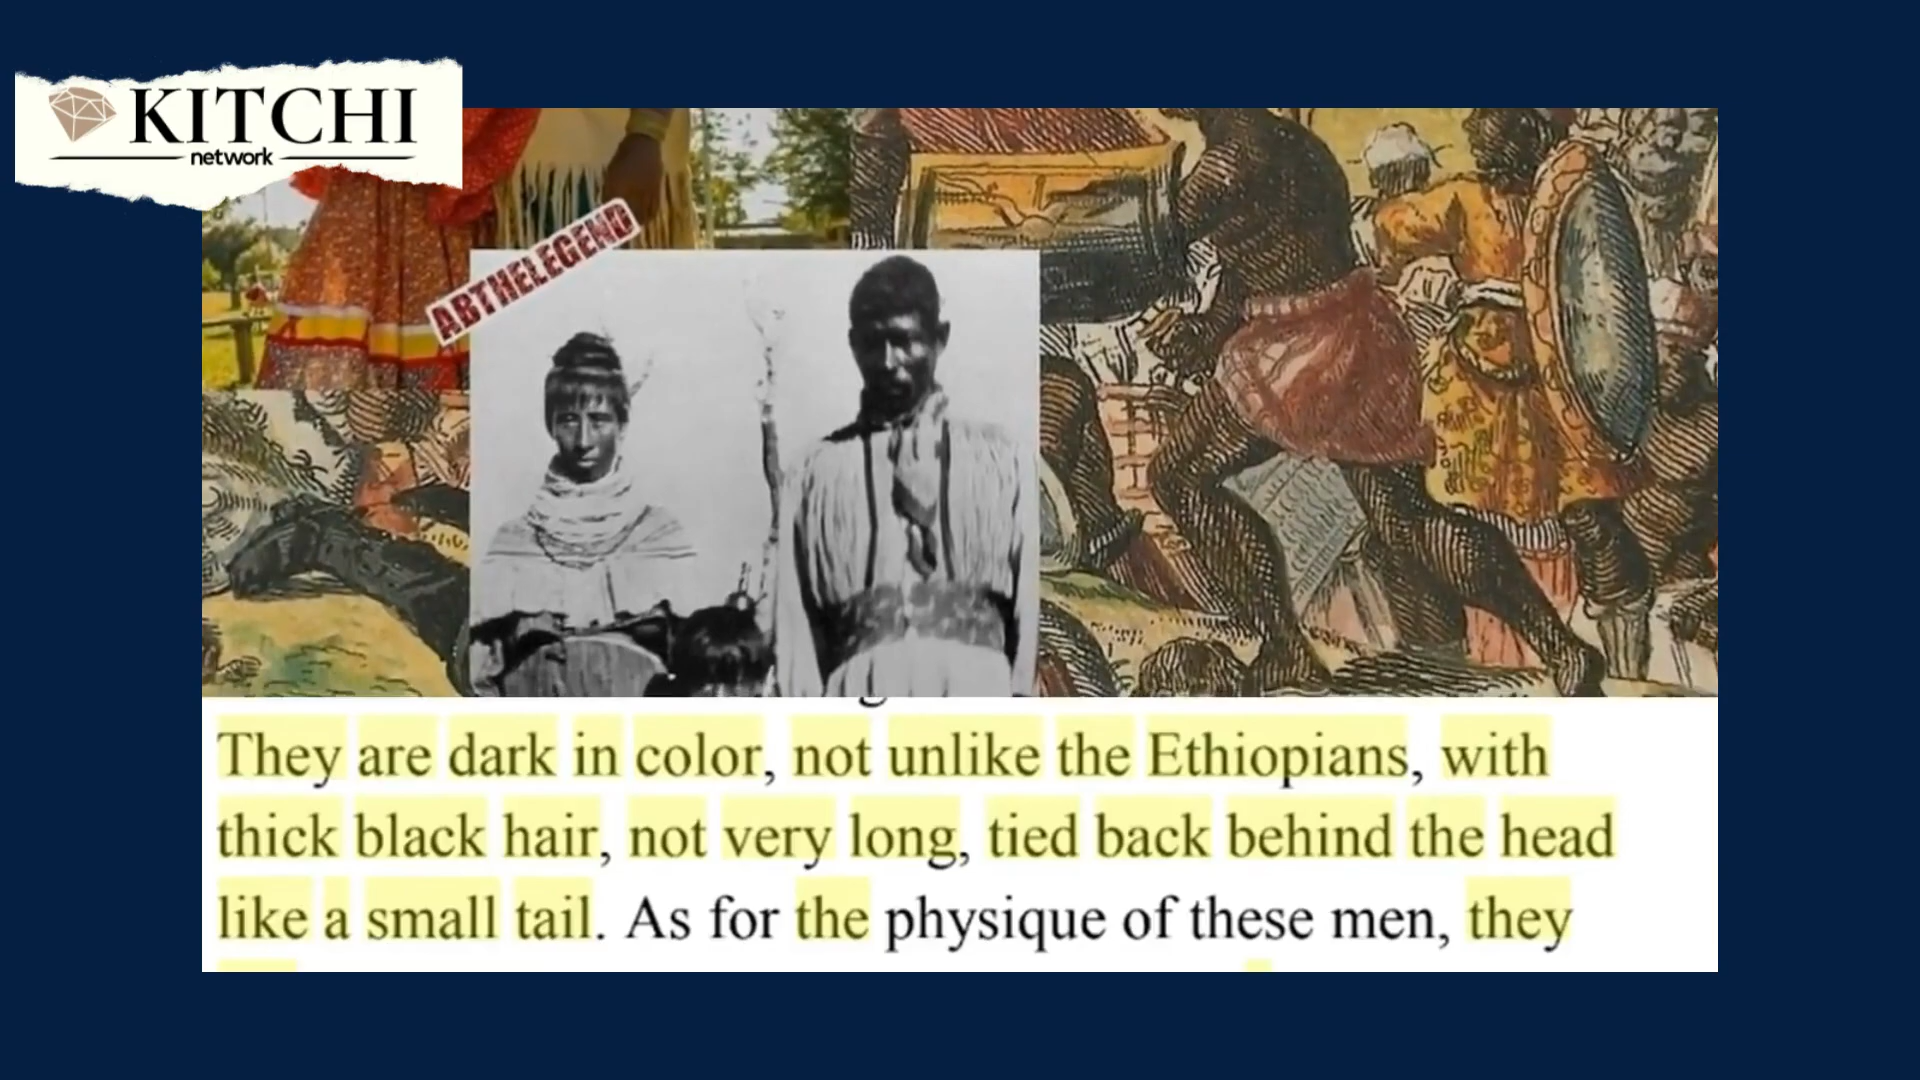 KITCHI
network
ABTHELEGEND
They are dark in color, not unlike the Ethiopians, with
thick black hair, not very long, tied back behind the head
like a small tail. As for the physique of these men, they